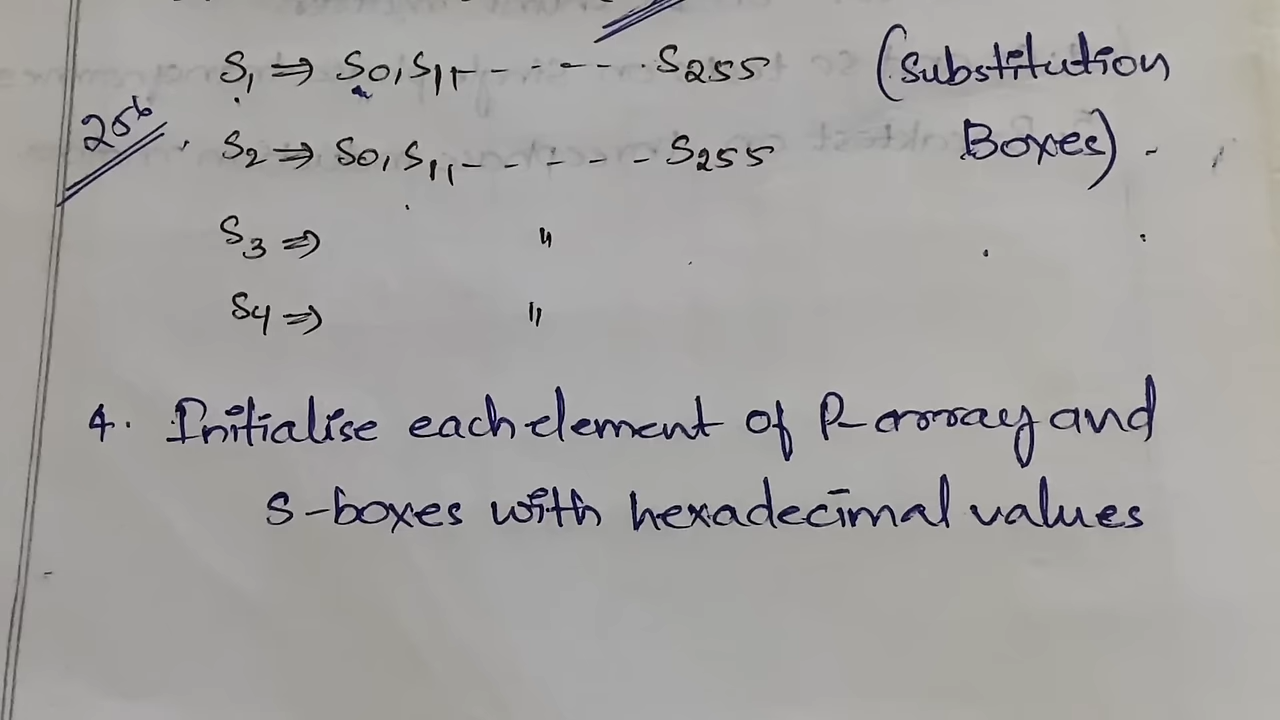 S1 ⇒ S0, S1, - - - - - - S255 (Substitution
256 S2 ⇒ S0, S1, - - - - - - S255 Boxes) -
S3 ⇒ "
S4 ⇒ "
4. Initialise each element of P-array and
S-boxes with hexadecimal values